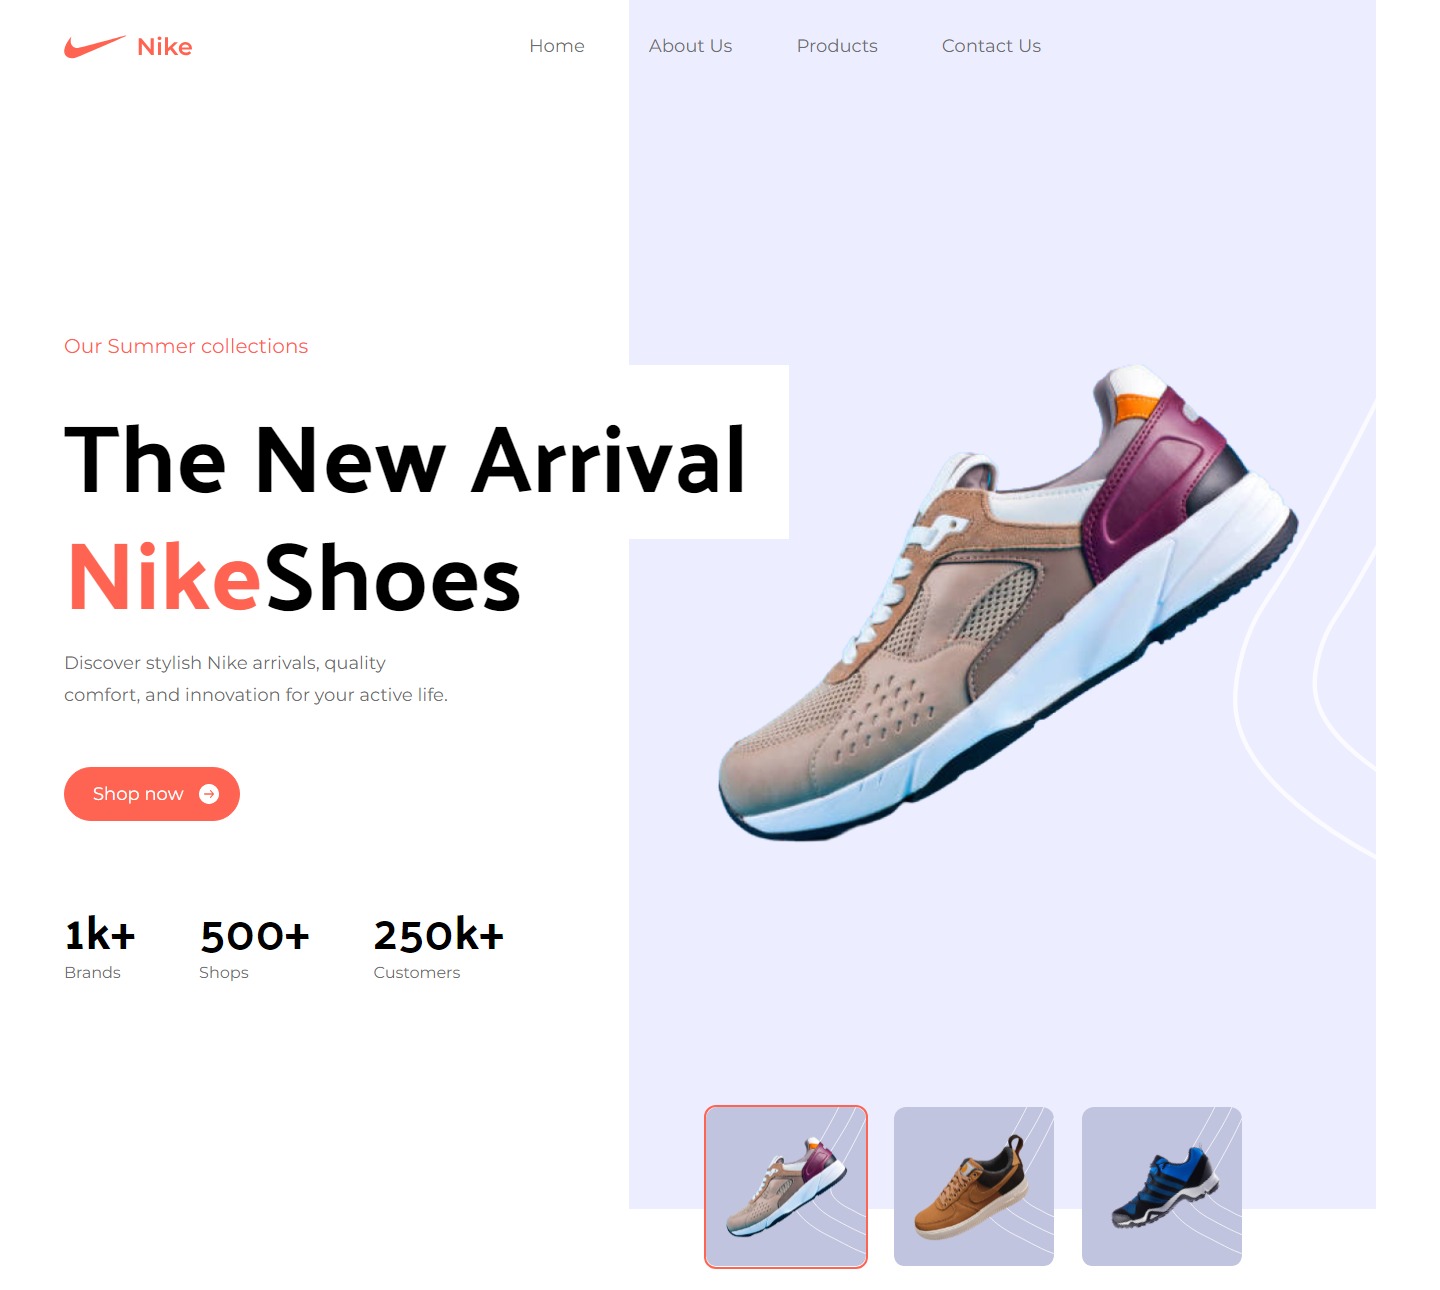 Nike
Home
About Us
Products
Contact Us
Our Summer collections
The New Arrival
NikeShoes
Discover stylish Nike arrivals, quality
comfort, and innovation for your active life.
Shop now
1k+
Brands
500+
Shops
250k+
Customers